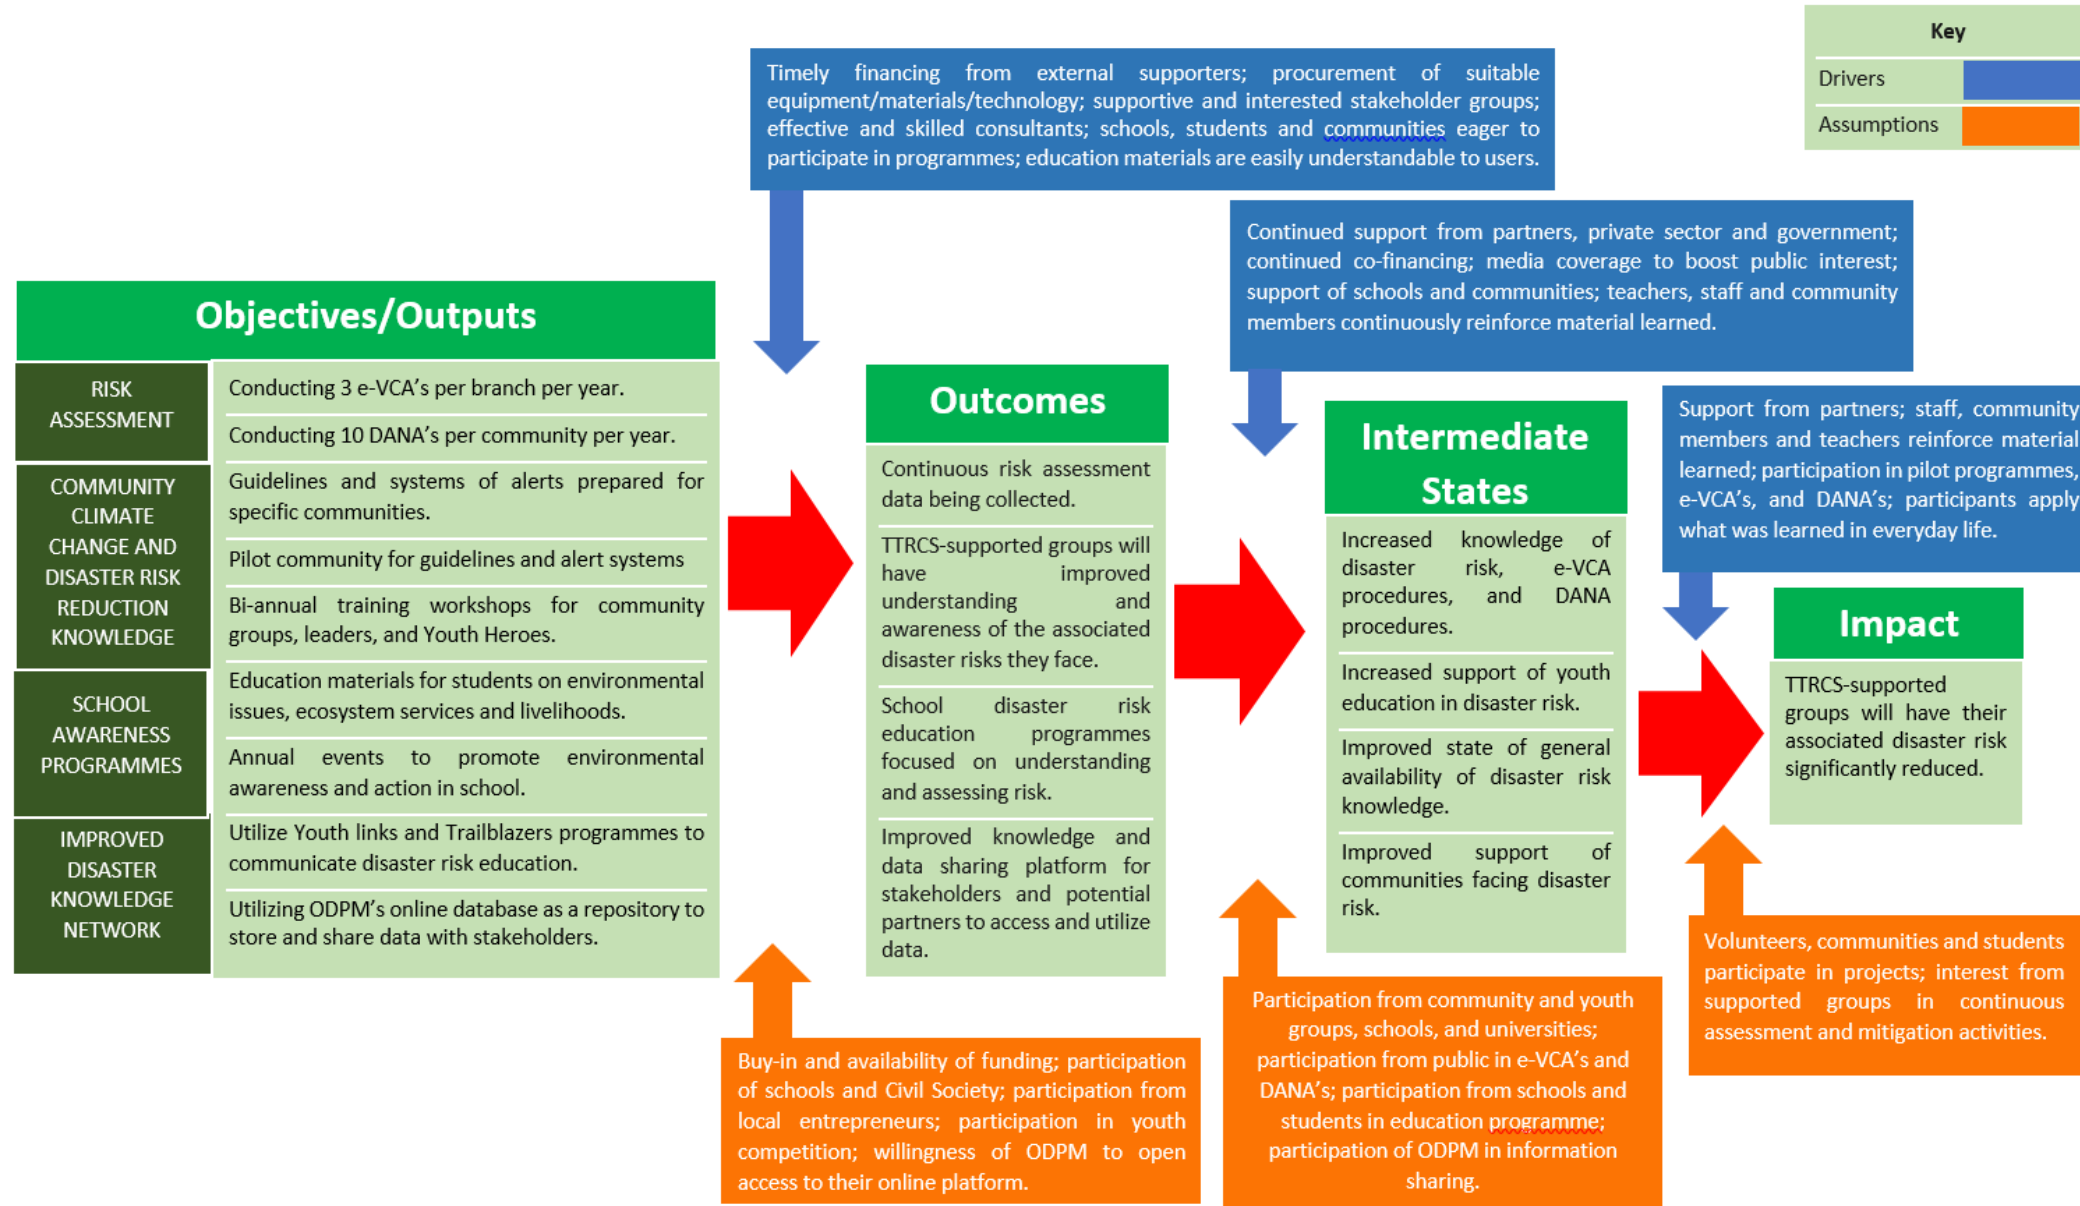 Key
Drivers
Assumptions
Timely financing from external supporters; procurement of suitable
equipment/materials/technology; supportive and interested stakeholder groups;
effective and skilled consultants; schools, students and communities eager to
participate in programmes; education materials are easily understandable to users.
Continued support from partners, private sector and government;
continued co-financing; media coverage to boost public interest;
support of schools and communities; teachers, staff and community
members continuously reinforce material learned.
Support from partners; staff, community
members and teachers reinforce material
learned; participation in pilot programmes,
e-VCA's, and DANA's; participants apply
what was learned in everyday life.
Objectives/Outputs
RISK
ASSESSMENT
Conducting 3 e-VCA's per branch per year.
Conducting 10 DANA's per community per year.
COMMUNITY
CLIMATE
CHANGE AND
DISASTER RISK
REDUCTION
KNOWLEDGE
Guidelines and systems of alerts prepared for
specific communities.
Pilot community for guidelines and alert systems
Bi-annual training workshops for community
groups, leaders, and Youth Heroes.
SCHOOL
AWARENESS
PROGRAMMES
Education materials for students on environmental
issues, ecosystem services and livelihoods.
Annual events to promote environmental
awareness and action in school.
IMPROVED
DISASTER
KNOWLEDGE
NETWORK
Utilize Youth links and Trailblazers programmes to
communicate disaster risk education.
Utilizing ODPM's online database as a repository to
store and share data with stakeholders.
Outcomes
Continuous risk assessment
data being collected.
TTRCS-supported groups will
have improved
understanding and
awareness of the associated
disaster risks they face.
School disaster risk
education programmes
focused on understanding
and assessing risk.
Improved knowledge and
data sharing platform for
stakeholders and potential
partners to access and utilize
data.
Intermediate
States
Increased knowledge of
disaster risk, e-VCA
procedures, and DANA
procedures.
Increased support of youth
education in disaster risk.
Improved state of general
availability of disaster risk
knowledge.
Improved support of
communities facing disaster
risk.
Impact
TTRCS-supported
groups will have their
associated disaster risk
significantly reduced.
Buy-in and availability of funding; participation
of schools and Civil Society; participation from
local entrepreneurs; participation in youth
competition; willingness of ODPM to open
access to their online platform.
Participation from community and youth
groups, schools, and universities;
participation from public in e-VCA's and
DANA's; participation from schools and
students in education programme;
participation of ODPM in information
sharing.
Volunteers, communities and students
participate in projects; interest from
supported groups in continuous
assessment and mitigation activities.